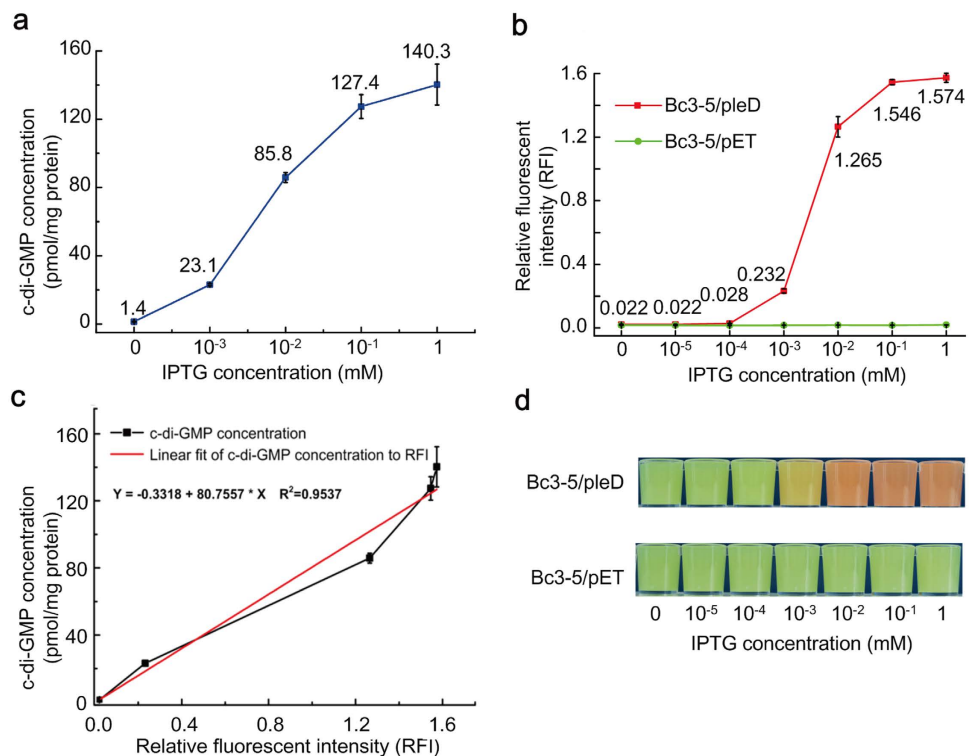 a
160
120
80
40
0
c-di-GMP concentration
(pmol/mg protein)
1.4
23.1
85.8
127.4
140.3
0 10⁻³ 10⁻² 10⁻¹ 1
IPTG concentration (mM)
b
1.6
1.2
0.8
0.4
0.0
Relative fluorescent
intensity (RFI)
Bc3-5/pleD
Bc3-5/pET
0.022 0.022 0.028 0.232 1.265 1.546 1.574
0 10⁻⁵ 10⁻⁴ 10⁻³ 10⁻² 10⁻¹ 1
IPTG concentration (mM)
c
160
120
80
40
0
c-di-GMP concentration
(pmol/mg protein)
c-di-GMP concentration
Linear fit of c-di-GMP concentration to RFI
Y = -0.3318 + 80.7557 * X R²=0.9537
0.0 0.4 0.8 1.2 1.6
Relative fluorescent intensity (RFI)
d
Bc3-5/pleD
Bc3-5/pET
0 10⁻⁵ 10⁻⁴ 10⁻³ 10⁻² 10⁻¹ 1
IPTG concentration (mM)